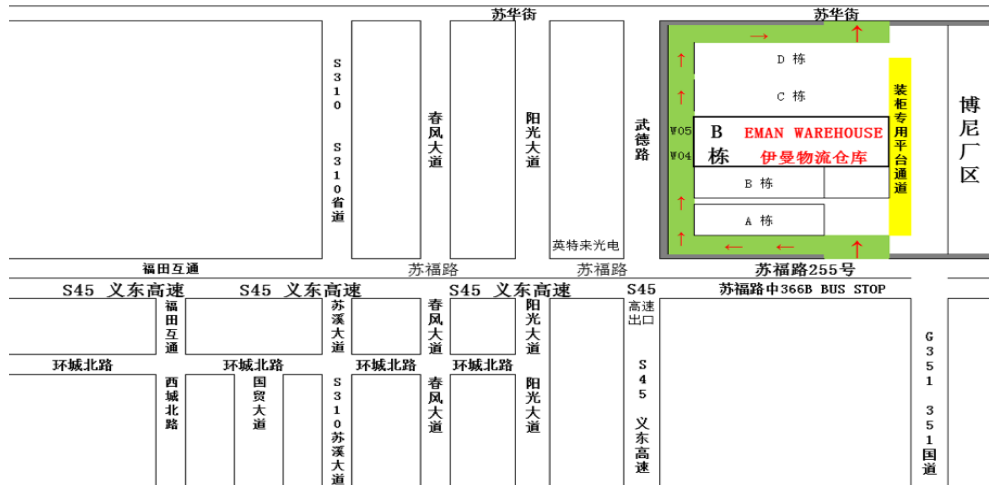 苏华街
苏华街
S310 S310省道
春风大道
阳光大道
武德路
D 栋
C 栋
W05
W04
B栋
EMAN WAREHOUSE
伊曼物流仓库
B 栋
A 栋
装柜专用平台通道
博尼厂区
英特来光电
福田互通
苏福路
苏福路
苏福路255号
S45 义东高速
S45 义东高速
S45 义东高速
S45
苏福路中366B BUS STOP
福田互通
苏溪大道
春风大道
阳光大道
高速出口
环城北路
环城北路
环城北路
环城北路
西城北路
国贸大道
S310苏溪大道
春风大道
阳光大道
S45 义东高速
G351 351国道